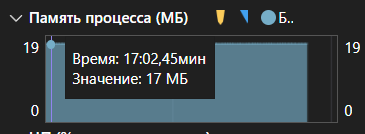 Память процесса (МБ) Б..
19 19
Время: 17:02,45мин
Значение: 17 МБ
0 0